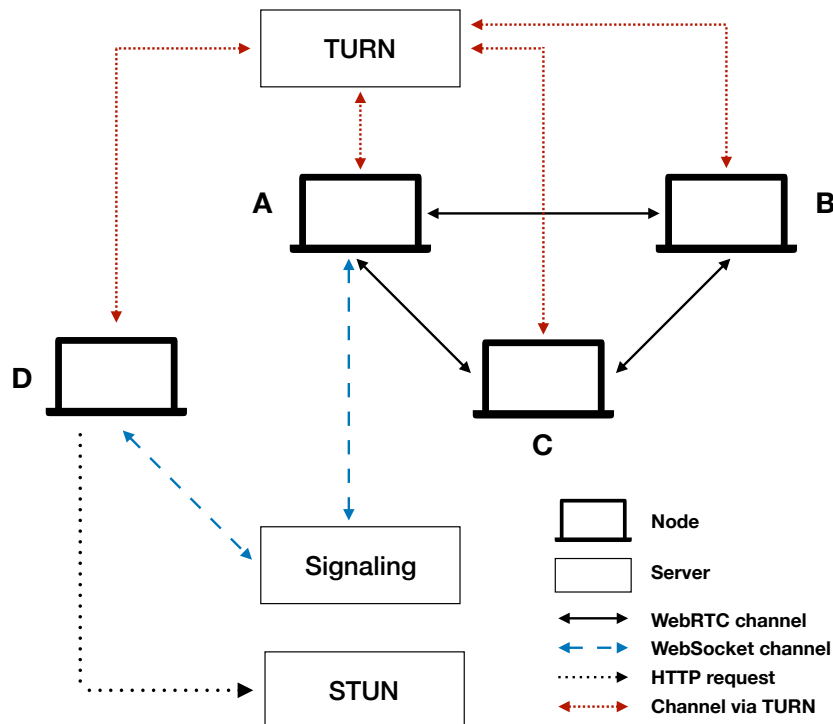 TURN
A
B
D
C
Signaling
STUN
Node
Server
WebRTC channel
WebSocket channel
HTTP request
Channel via TURN